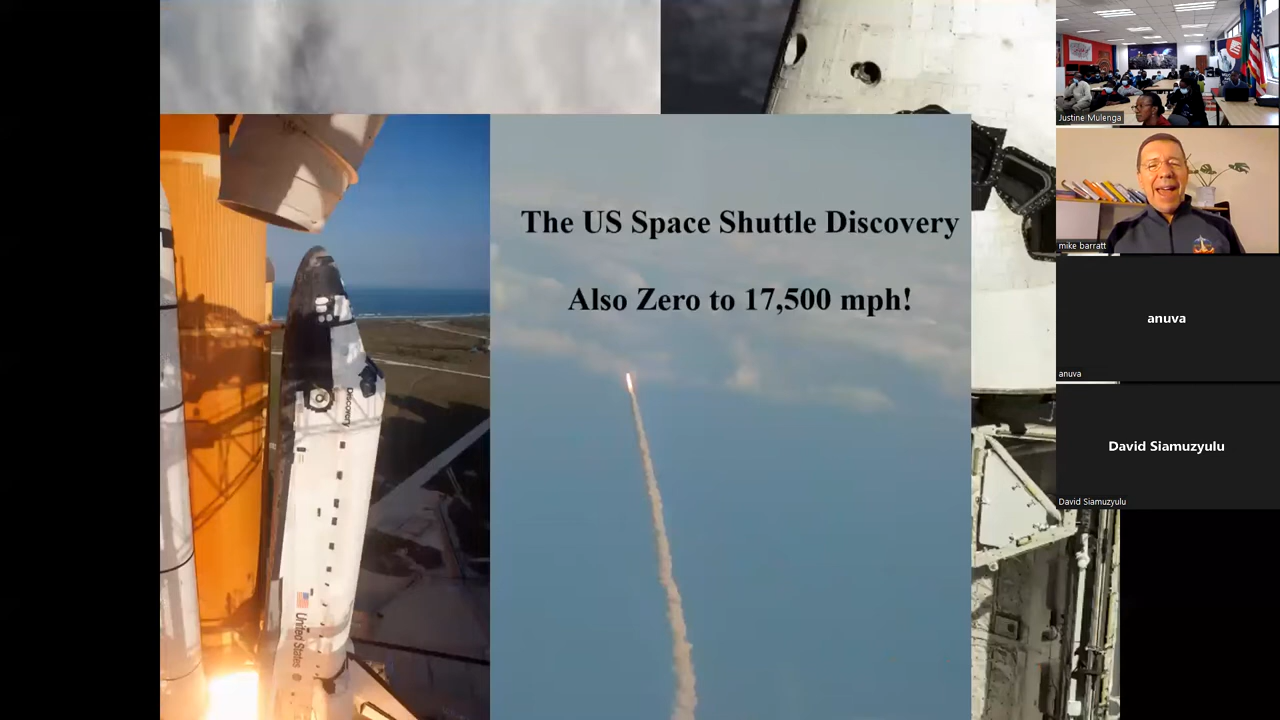 The US Space Shuttle Discovery
Also Zero to 17,500 mph!
Discovery
United States
Justine Mulenga
mike barratt
anuva
anuva
David Siamuzyulu
David Siamuzyulu